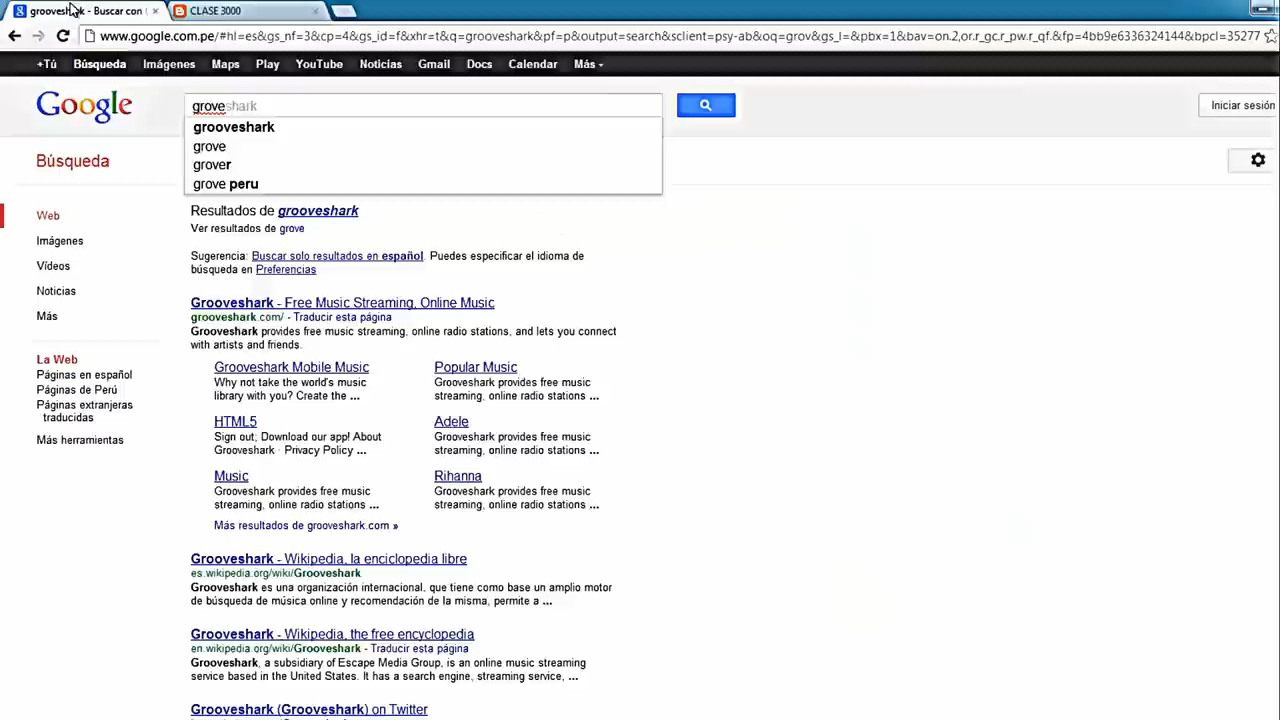 grooveshark - Buscar con (
CLASE 3000
www.google.com.pe/#hl=es&gs_nf=3&cp=4&gs_id=f&xhr=t&q=grooveshark&pf=p&output=search&sclient=psy-ab&oq=grov&gs_l=&pbx=1&bav=on.2,or.r_gc.r_pw.r_qf.&fp=4bb9e6336324144&bpcl=35277
+Tú Búsqueda Imágenes Maps Play YouTube Noticias Gmail Docs Calendar Más
Google
groveshark
Iniciar sesión
grooveshark
grove
grover
grove peru
Búsqueda
Web
Imágenes
Vídeos
Noticias
Más
La Web
Páginas en español
Páginas de Perú
Páginas extranjeras
traducidas
Más herramientas
Resultados de grooveshark
Ver resultados de grove
Sugerencia: Buscar solo resultados en español. Puedes especificar el idioma de
búsqueda en Preferencias
Grooveshark - Free Music Streaming, Online Music
grooveshark.com/ - Traducir esta página
Grooveshark provides free music streaming, online radio stations, and lets you connect
with artists and friends.
Grooveshark Mobile Music
Why not take the world's music
library with you? Create the ...
Popular Music
Grooveshark provides free music
streaming, online radio stations ...
HTML5
Sign out; Download our app! About
Grooveshark · Privacy Policy ...
Adele
Grooveshark provides free music
streaming, online radio stations ...
Music
Grooveshark provides free music
streaming, online radio stations ...
Rihanna
Grooveshark provides free music
streaming, online radio stations ...
Más resultados de grooveshark.com »
Grooveshark - Wikipedia, la enciclopedia libre
es.wikipedia.org/wiki/Grooveshark
Grooveshark es una organización internacional, que tiene como base un amplio motor
de búsqueda de música online y recomendación de la misma, permite a ...
Grooveshark - Wikipedia, the free encyclopedia
en.wikipedia.org/wiki/Grooveshark - Traducir esta página
Grooveshark, a subsidiary of Escape Media Group, is an online music streaming
service based in the United States. It has a search engine, streaming service, ...
Grooveshark (Grooveshark) on Twitter